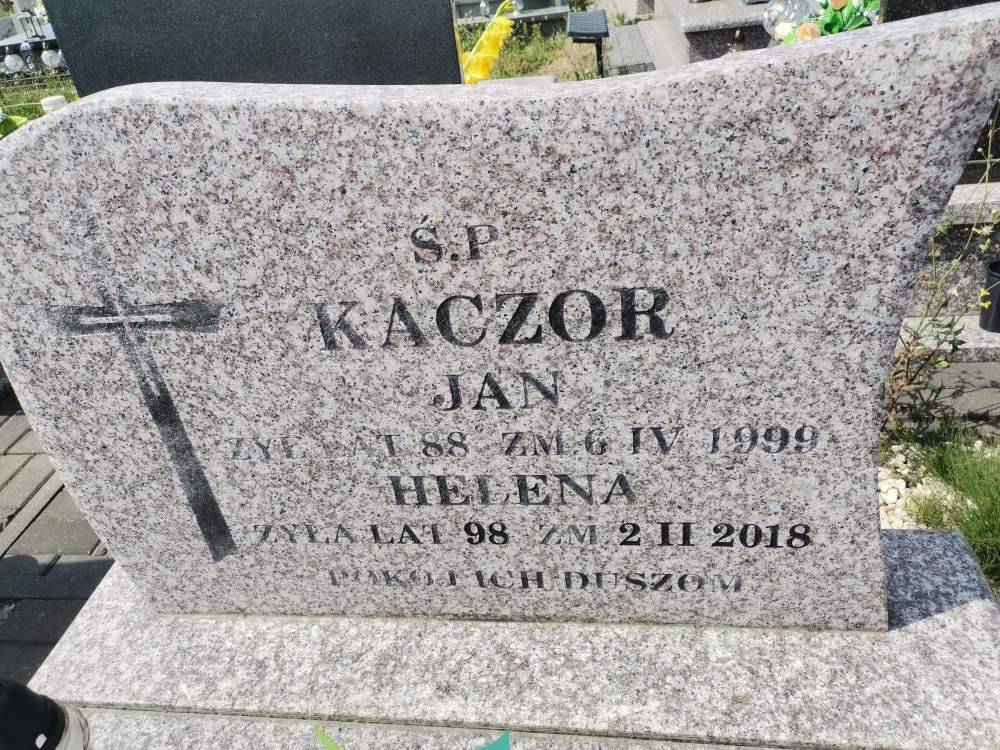 Ś.P
KACZOR
JAN
ŻYŁ LAT 88 ZM 6 IV 1999
HELENA
ŻYŁA LAT 98 ZM. 2 II 2018
POKÓJ ICH DUSZOM